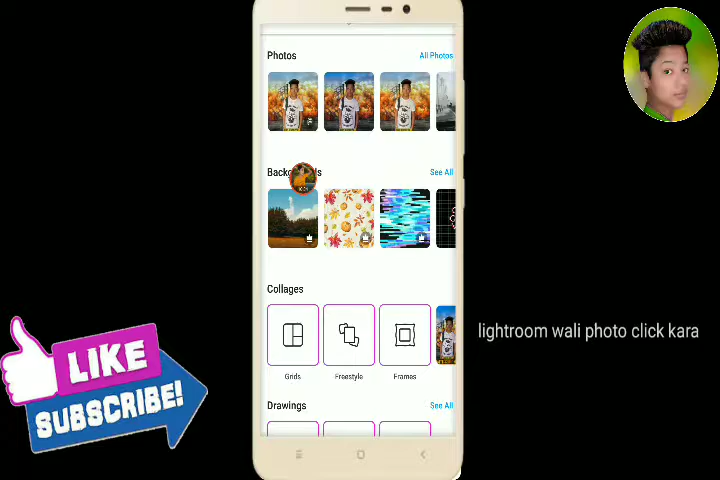 Photos
All Photos
See All
Collages
Grids
Freestyle
Frames
Drawings
See All
LIKE
SUBSCRIBE!
lightroom wali photo click kara